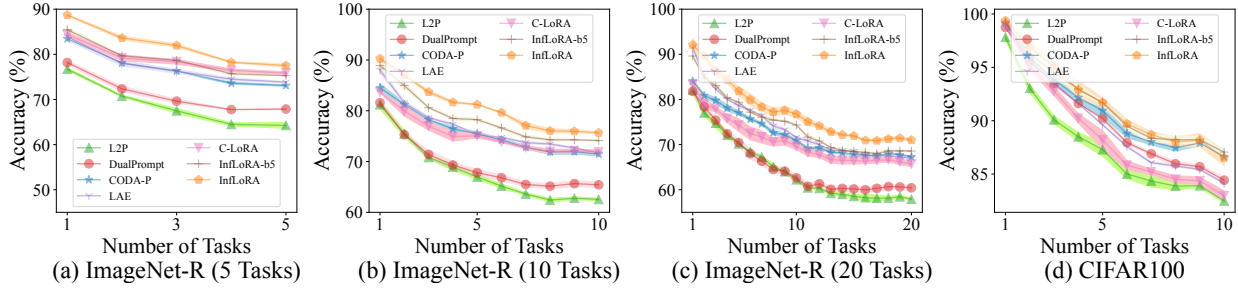 Accuracy (%)
90
80
70
60
50
L2P
DualPrompt
CODA-P
LAE
C-LoRA
InfLoRA-b5
InfLoRA
1
3
5
Number of Tasks
(a) ImageNet-R (5 Tasks)
Accuracy (%)
100
90
80
70
60
L2P
DualPrompt
CODA-P
LAE
C-LoRA
InfLoRA-b5
InfLoRA
1
5
10
Number of Tasks
(b) ImageNet-R (10 Tasks)
Accuracy (%)
100
90
80
70
60
L2P
DualPrompt
CODA-P
LAE
C-LoRA
InfLoRA-b5
InfLoRA
1
10
20
Number of Tasks
(c) ImageNet-R (20 Tasks)
Accuracy (%)
100
95
90
85
L2P
DualPrompt
CODA-P
LAE
C-LoRA
InfLoRA-b5
InfLoRA
1
5
10
Number of Tasks
(d) CIFAR100